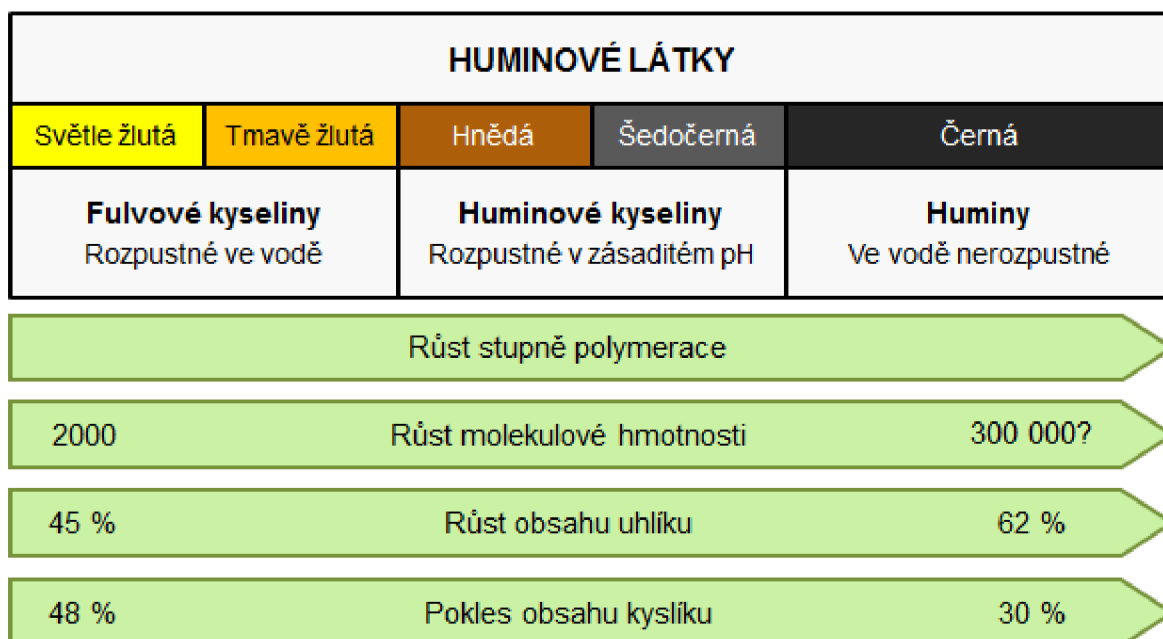 HUMINOVÉ LÁTKY
Světle žlutá Tmavě žlutá Hnědá Šedočerná Černá
Fulvové kyseliny Huminové kyseliny Huminy
Rozpustné ve vodě Rozpustné v zásaditém pH Ve vodě nerozpustné
Růst stupně polymerace
2000 Růst molekulové hmotnosti 300 000?
45 % Růst obsahu uhlíku 62 %
48 % Pokles obsahu kyslíku 30 %